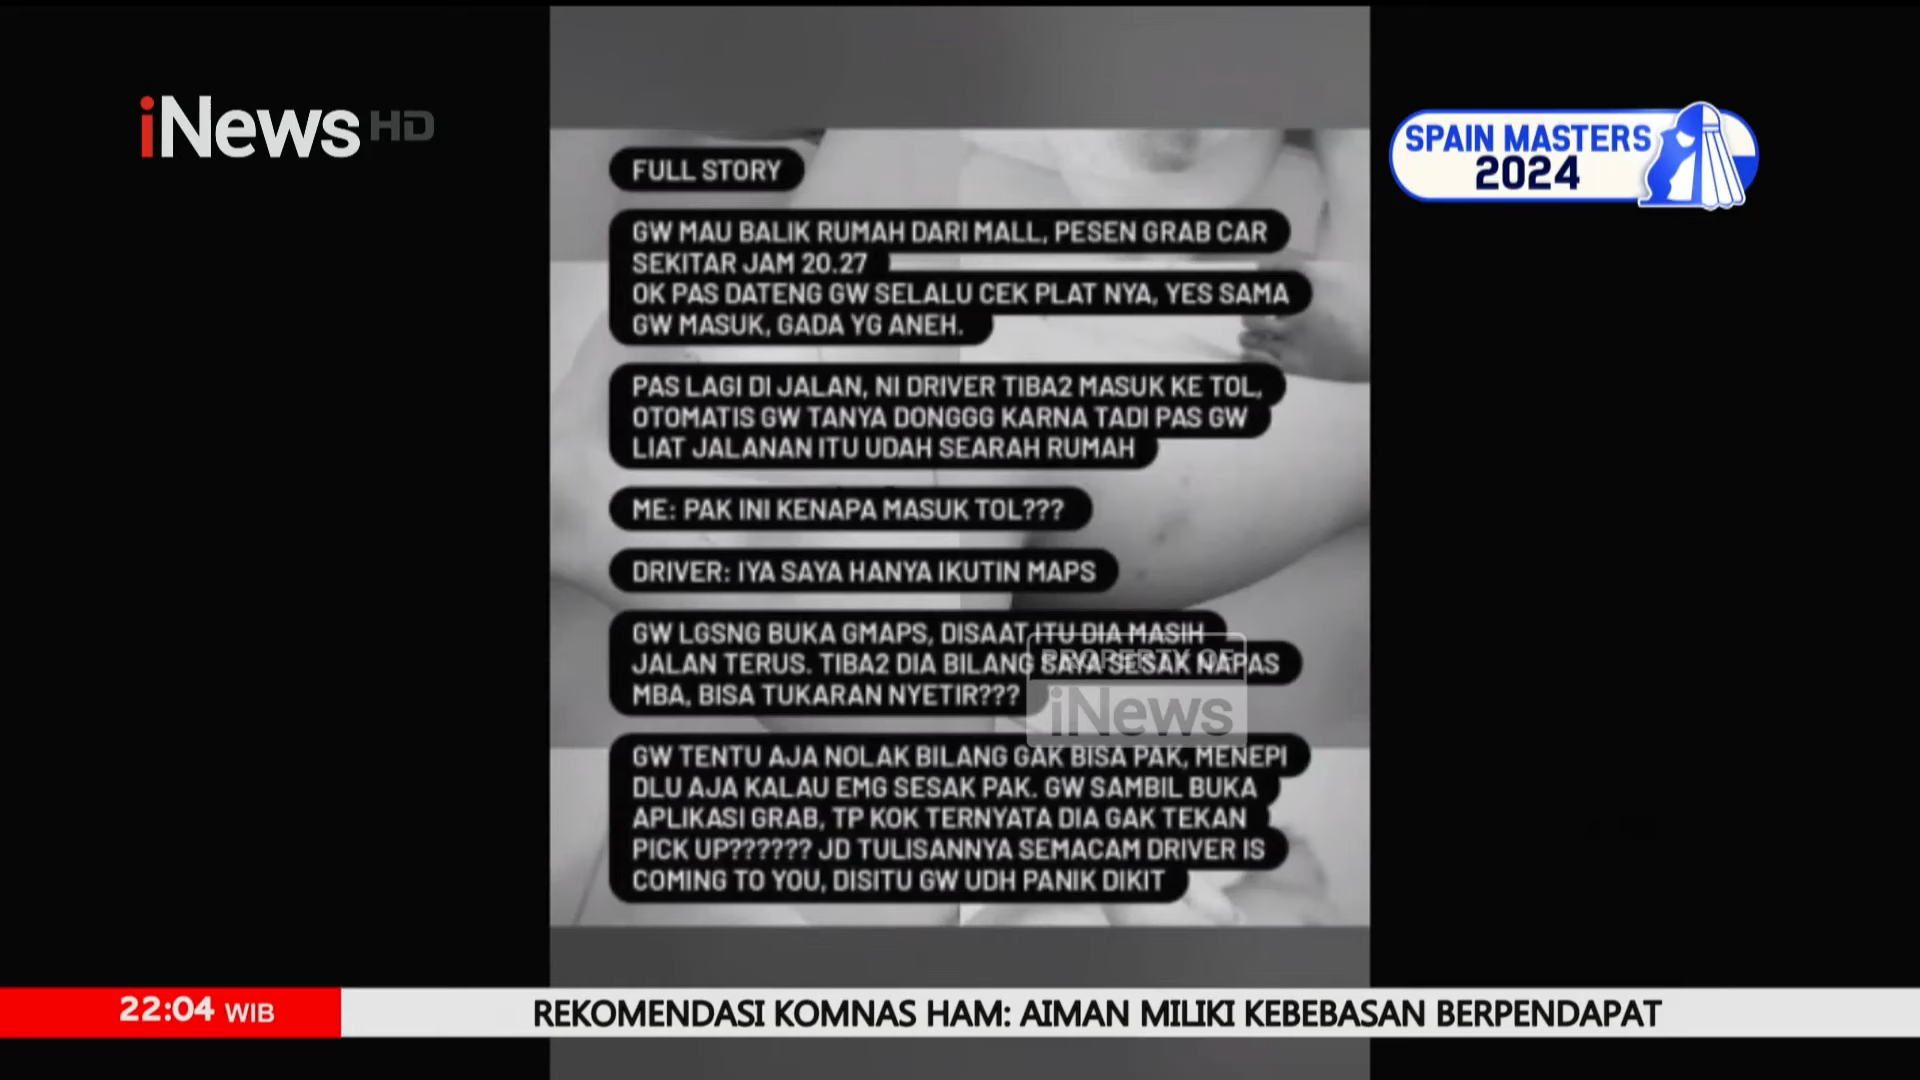 iNews HD
SPAIN MASTERS
2024
FULL STORY
GW MAU BALIK RUMAH DARI MALL, PESEN GRAB CAR
SEKITAR JAM 20.27
OK PAS DATENG GW SELALU CEK PLAT NYA, YES SAMA
GW MASUK, GADA YG ANEH.
PAS LAGI DI JALAN, NI DRIVER TIBA2 MASUK KE TOL,
OTOMATIS GW TANYA DONGGG KARNA TADI PAS GW
LIAT JALANAN ITU UDAH SEARAH RUMAH
ME: PAK INI KENAPA MASUK TOL???
DRIVER: IYA SAYA HANYA IKUTIN MAPS
GW LGSNG BUKA GMAPS, DISAAT ITU DIA MASIH
JALAN TERUS. TIBA2 DIA BILANG SAYA SESAK NAPAS
MBA, BISA TUKARAN NYETIR???
PROPERTY OF
iNews
GW TENTU AJA NOLAK BILANG GAK BISA PAK, MENEPI
DLU AJA KALAU EMG SESAK PAK. GW SAMBIL BUKA
APLIKASI GRAB, TP KOK TERNYATA DIA GAK TEKAN
PICK UP?????? JD TULISANNYA SEMACAM DRIVER IS
COMING TO YOU, DISITU GW UDH PANIK DIKIT
22:04 WIB
REKOMENDASI KOMNAS HAM: AIMAN MILIKI KEBEBASAN BERPENDAPAT